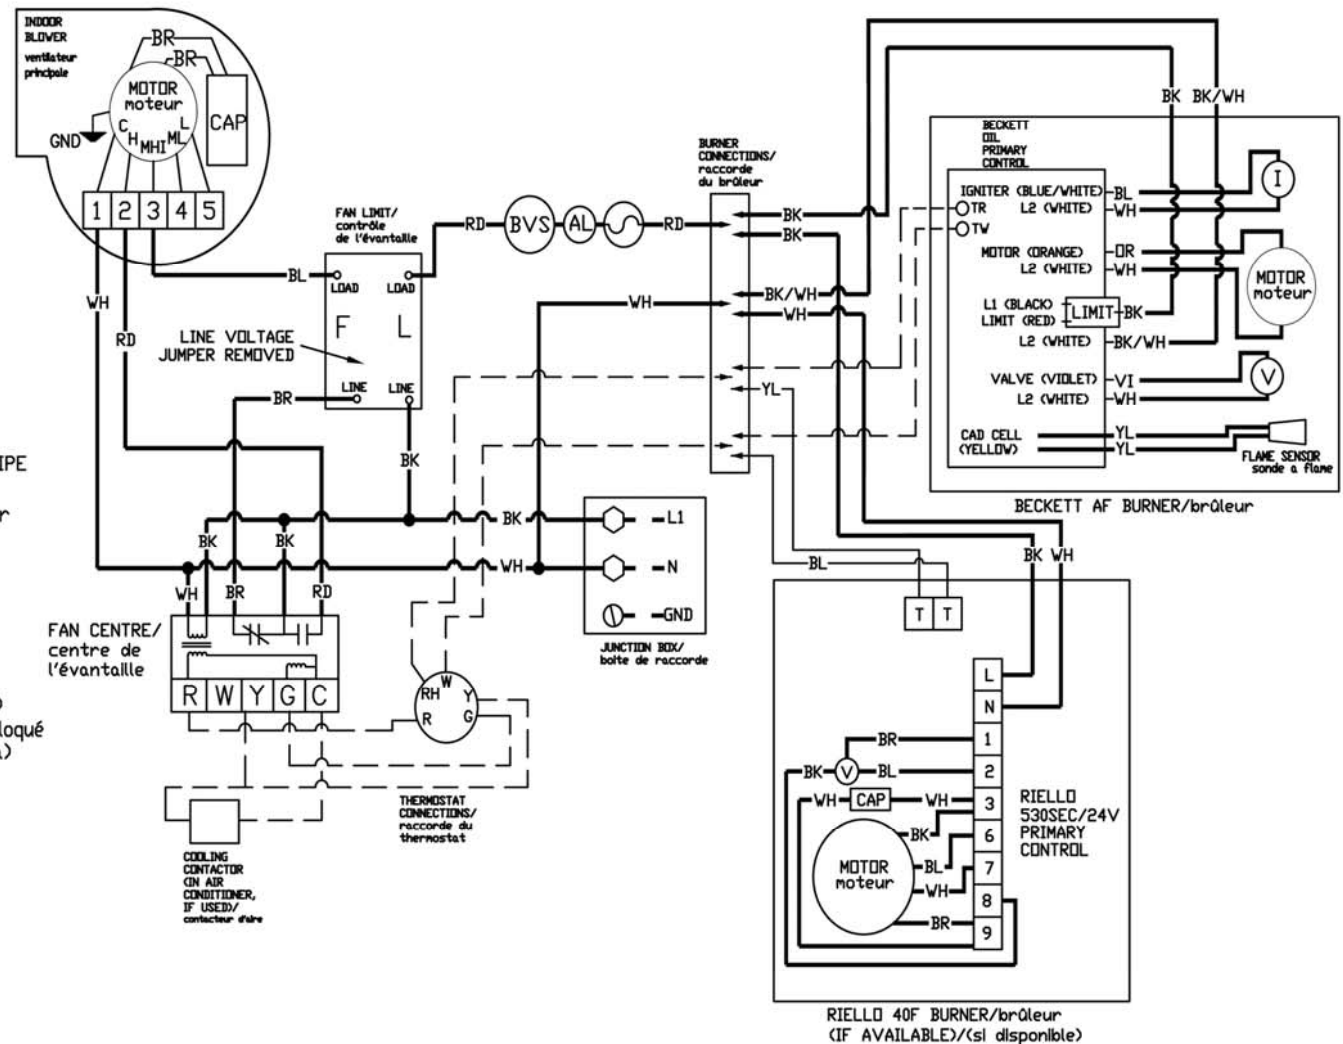 INDOOR
BLOWER
ventilateur
principale
BR
BR
MOTOR
moteur
CAP
GND
C
H
MHI
ML
L
1 2 3 4 5
WH
RD
BL
FAN LIMIT/
contrôle
de l'évantaille
LOAD LOAD
F L
LINE VOLTAGE
JUMPER REMOVED
LINE LINE
BR
BK
RD
BVS
AL
RD
BURNER
CONNECTIONS/
raccorde
du brûleur
BK
BK
BK/WH
WH
WH
YL
BL
BK BK/WH
BECKETT
OIL
PRIMARY
CONTROL
TR
TW
IGNITER (BLUE/WHITE)
BL
L2 (WHITE)
WH
I
MOTOR (ORANGE)
OR
L2 (WHITE)
WH
MOTOR
moteur
L1 (BLACK)
LIMIT (RED)
LIMIT
BK
L2 (WHITE)
BK/WH
VALVE (VIOLET)
VI
L2 (WHITE)
WH
V
CAD CELL
(YELLOW)
YL
YL
FLAME SENSOR
sonde a flame
BECKETT AF BURNER/brûleur
IPE
r
loqué
)
BK
L1
WH
N
GND
JUNCTION BOX/
boîte de raccorde
BK
BK
WH
BR
RD
FAN CENTRE/
centre de
l'évantaille
R W Y G C
RH
W
Y
R
G
THERMOSTAT
CONNECTIONS/
raccorde du
thermostat
COOLING
CONTACTOR
(IN AIR
CONDITIONER,
IF USED)/
contacteur d'aire
BK WH
T T
L
N
1
2
3
6
7
8
9
BR
BK
V
BL
WH
CAP
WH
BK
BL
WH
BR
MOTOR
moteur
RIELLO
530SEC/24V
PRIMARY
CONTROL
RIELLO 40F BURNER/brûleur
(IF AVAILABLE)/(si disponible)